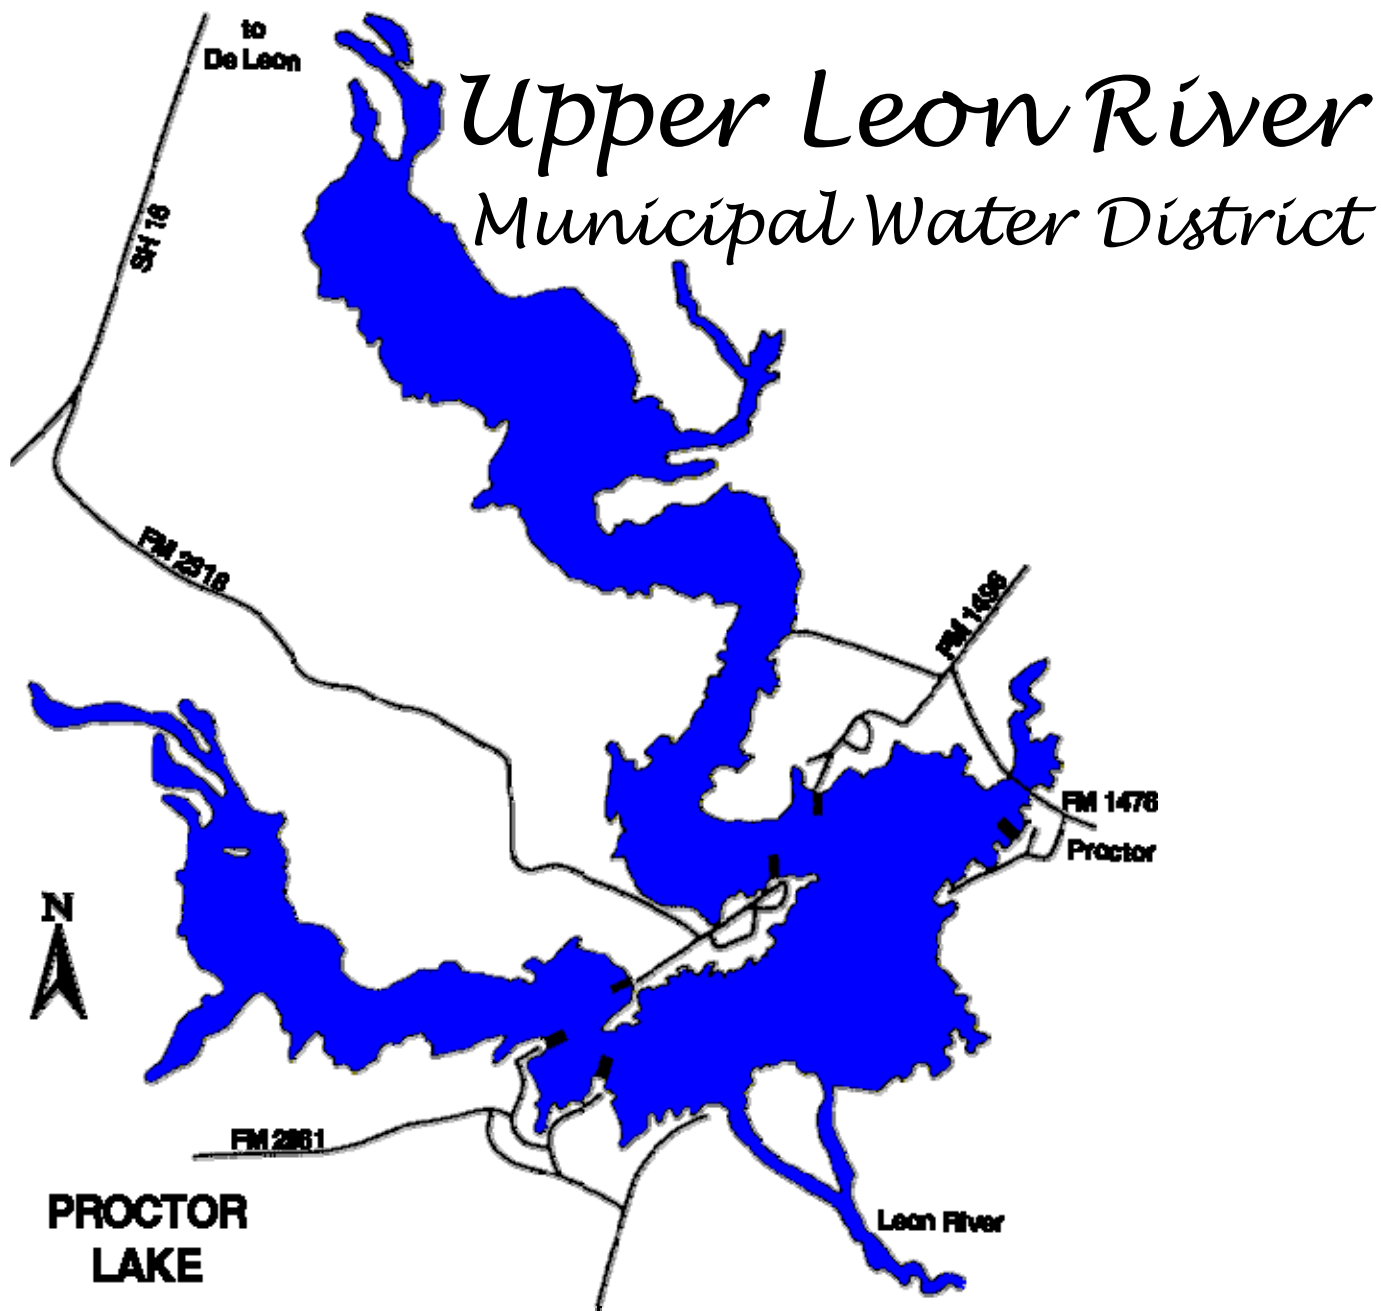 to
De Leon
Upper Leon River
Municipal Water District
SH 16
FM 2318
FM 1496
FM 1476
Proctor
N
FM 2861
PROCTOR
LAKE
Leon River